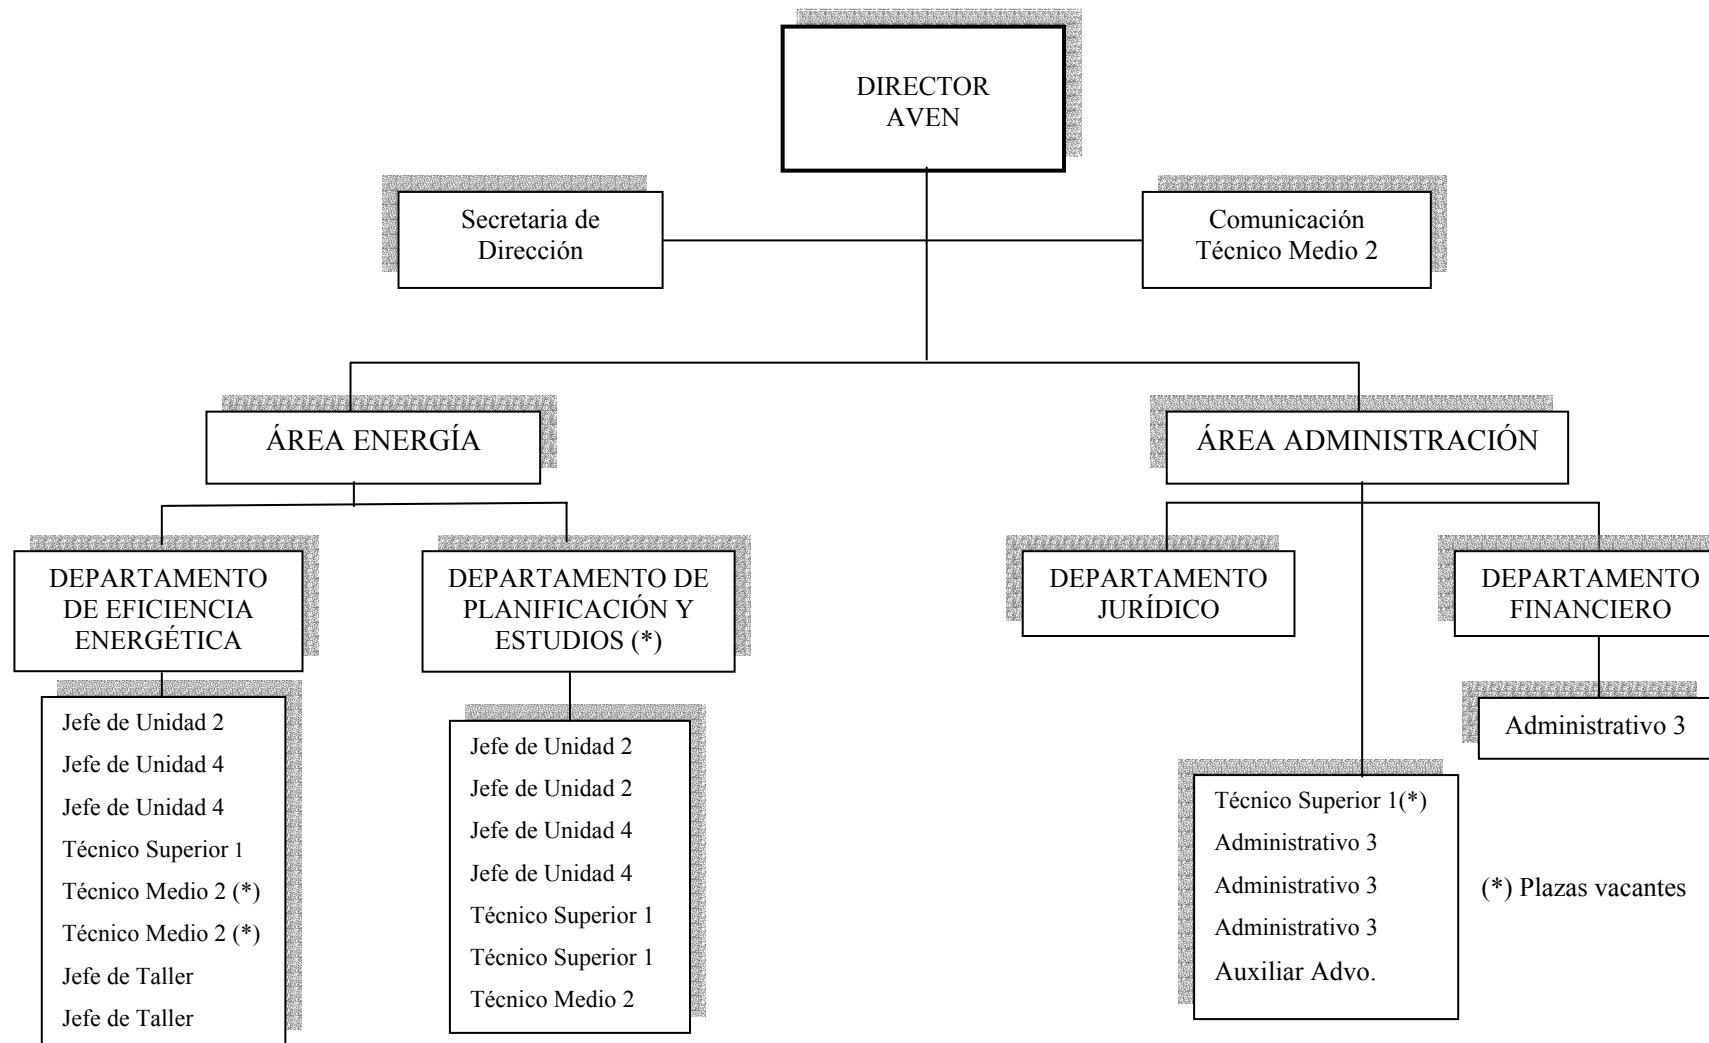 DIRECTOR
AVEN
Secretaria de
Dirección
Comunicación
Técnico Medio 2
ÁREA ENERGÍA
ÁREA ADMINISTRACIÓN
DEPARTAMENTO
DE EFICIENCIA
ENERGÉTICA
DEPARTAMENTO DE
PLANIFICACIÓN Y
ESTUDIOS (*)
DEPARTAMENTO
JURÍDICO
DEPARTAMENTO
FINANCIERO
Jefe de Unidad 2
Jefe de Unidad 4
Jefe de Unidad 4
Técnico Superior 1
Técnico Medio 2 (*)
Técnico Medio 2 (*)
Jefe de Taller
Jefe de Taller
Jefe de Unidad 2
Jefe de Unidad 2
Jefe de Unidad 4
Jefe de Unidad 4
Técnico Superior 1
Técnico Superior 1
Técnico Medio 2
Técnico Superior 1(*)
Administrativo 3
Administrativo 3
Administrativo 3
Auxiliar Advo.
Administrativo 3
(*) Plazas vacantes